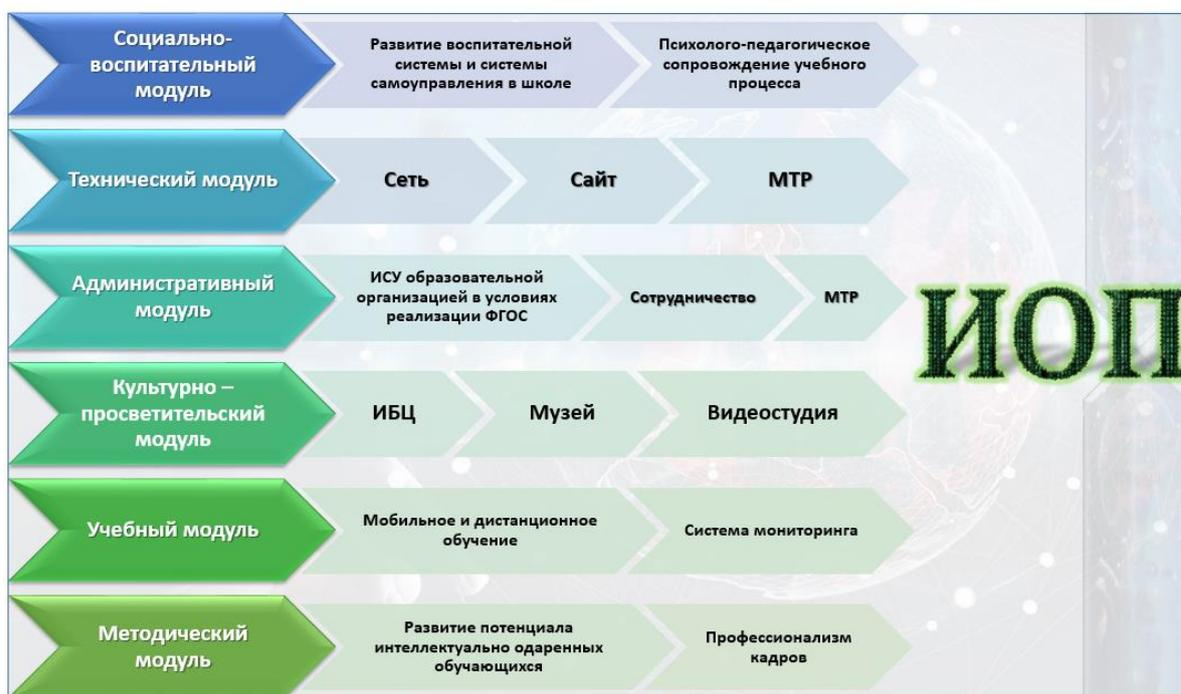 Социально-
воспитательный
модуль
Развитие воспитательной
системы и системы
самоуправления в школе
Психолого-педагогическое
сопровождение учебного
процесса
Технический модуль
Сеть
Сайт
МТР
Административный
модуль
ИСУ образовательной
организацией в условиях
реализации ФГОС
Сотрудничество
МТР
ИОП
Культурно –
просветительский
модуль
ИБЦ
Музей
Видеостудия
Учебный модуль
Мобильное и дистанционное
обучение
Система мониторинга
Методический
модуль
Развитие потенциала
интеллектуально одаренных
обучающихся
Профессионализм
кадров